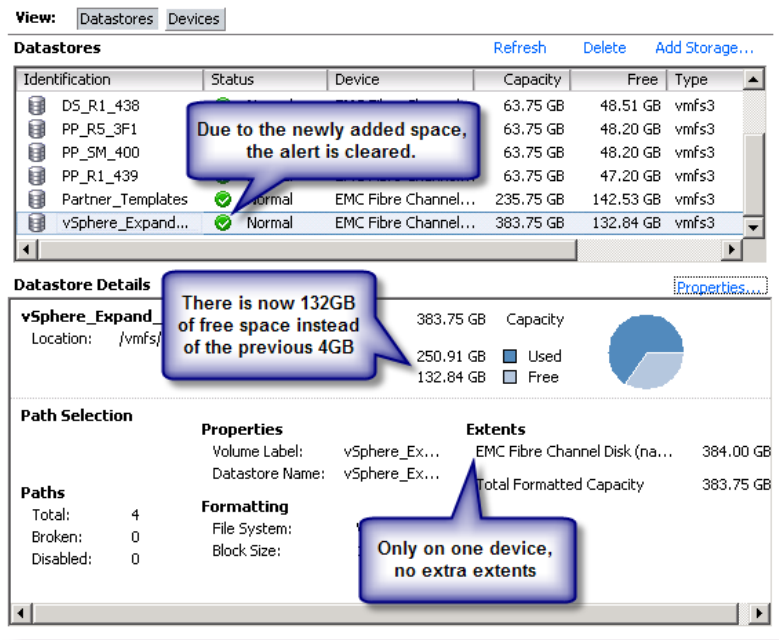 View: Datastores Devices
Datastores Refresh Delete Add Storage...
Identification Status Device Capacity Free Type
DS_R1_438 63.75 GB 48.51 GB vmfs3
PP_R5_3F1 63.75 GB 48.20 GB vmfs3
PP_SM_400 63.75 GB 48.20 GB vmfs3
PP_R1_439 63.75 GB 47.20 GB vmfs3
Due to the newly added space,
the alert is cleared.
Partner_Templates Normal EMC Fibre Channel... 235.75 GB 142.53 GB vmfs3
vSphere_Expand... Normal EMC Fibre Channel... 383.75 GB 132.84 GB vmfs3
Datastore Details Properties...
vSphere_Expand_ 383.75 GB Capacity
Location: /vmfs/
There is now 132GB
of free space instead
of the previous 4GB
250.91 GB Used
132.84 GB Free
Path Selection
Properties Extents
Volume Label: vSphere_Ex... EMC Fibre Channel Disk (na... 384.00 GB
Datastore Name: vSphere_Ex... Total Formatted Capacity 383.75 GB
Paths
Total: 4
Broken: 0
Disabled: 0
Formatting
File System:
Block Size:
Only on one device,
no extra extents